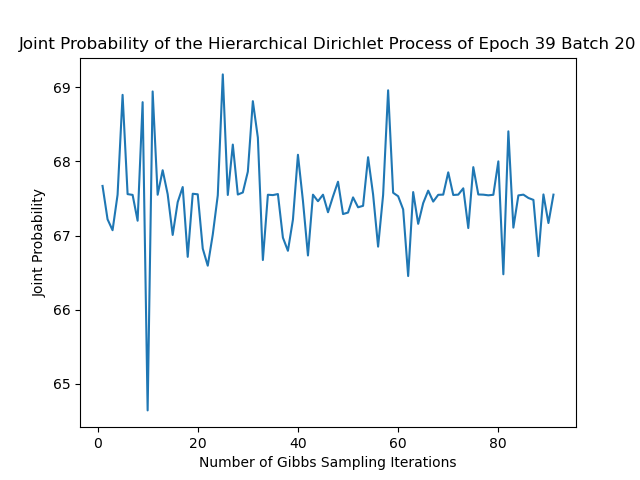 Joint Probability of the Hierarchical Dirichlet Process of Epoch 39 Batch 20
69
68
67
66
65
Joint Probability
0 20 40 60 80
Number of Gibbs Sampling Iterations